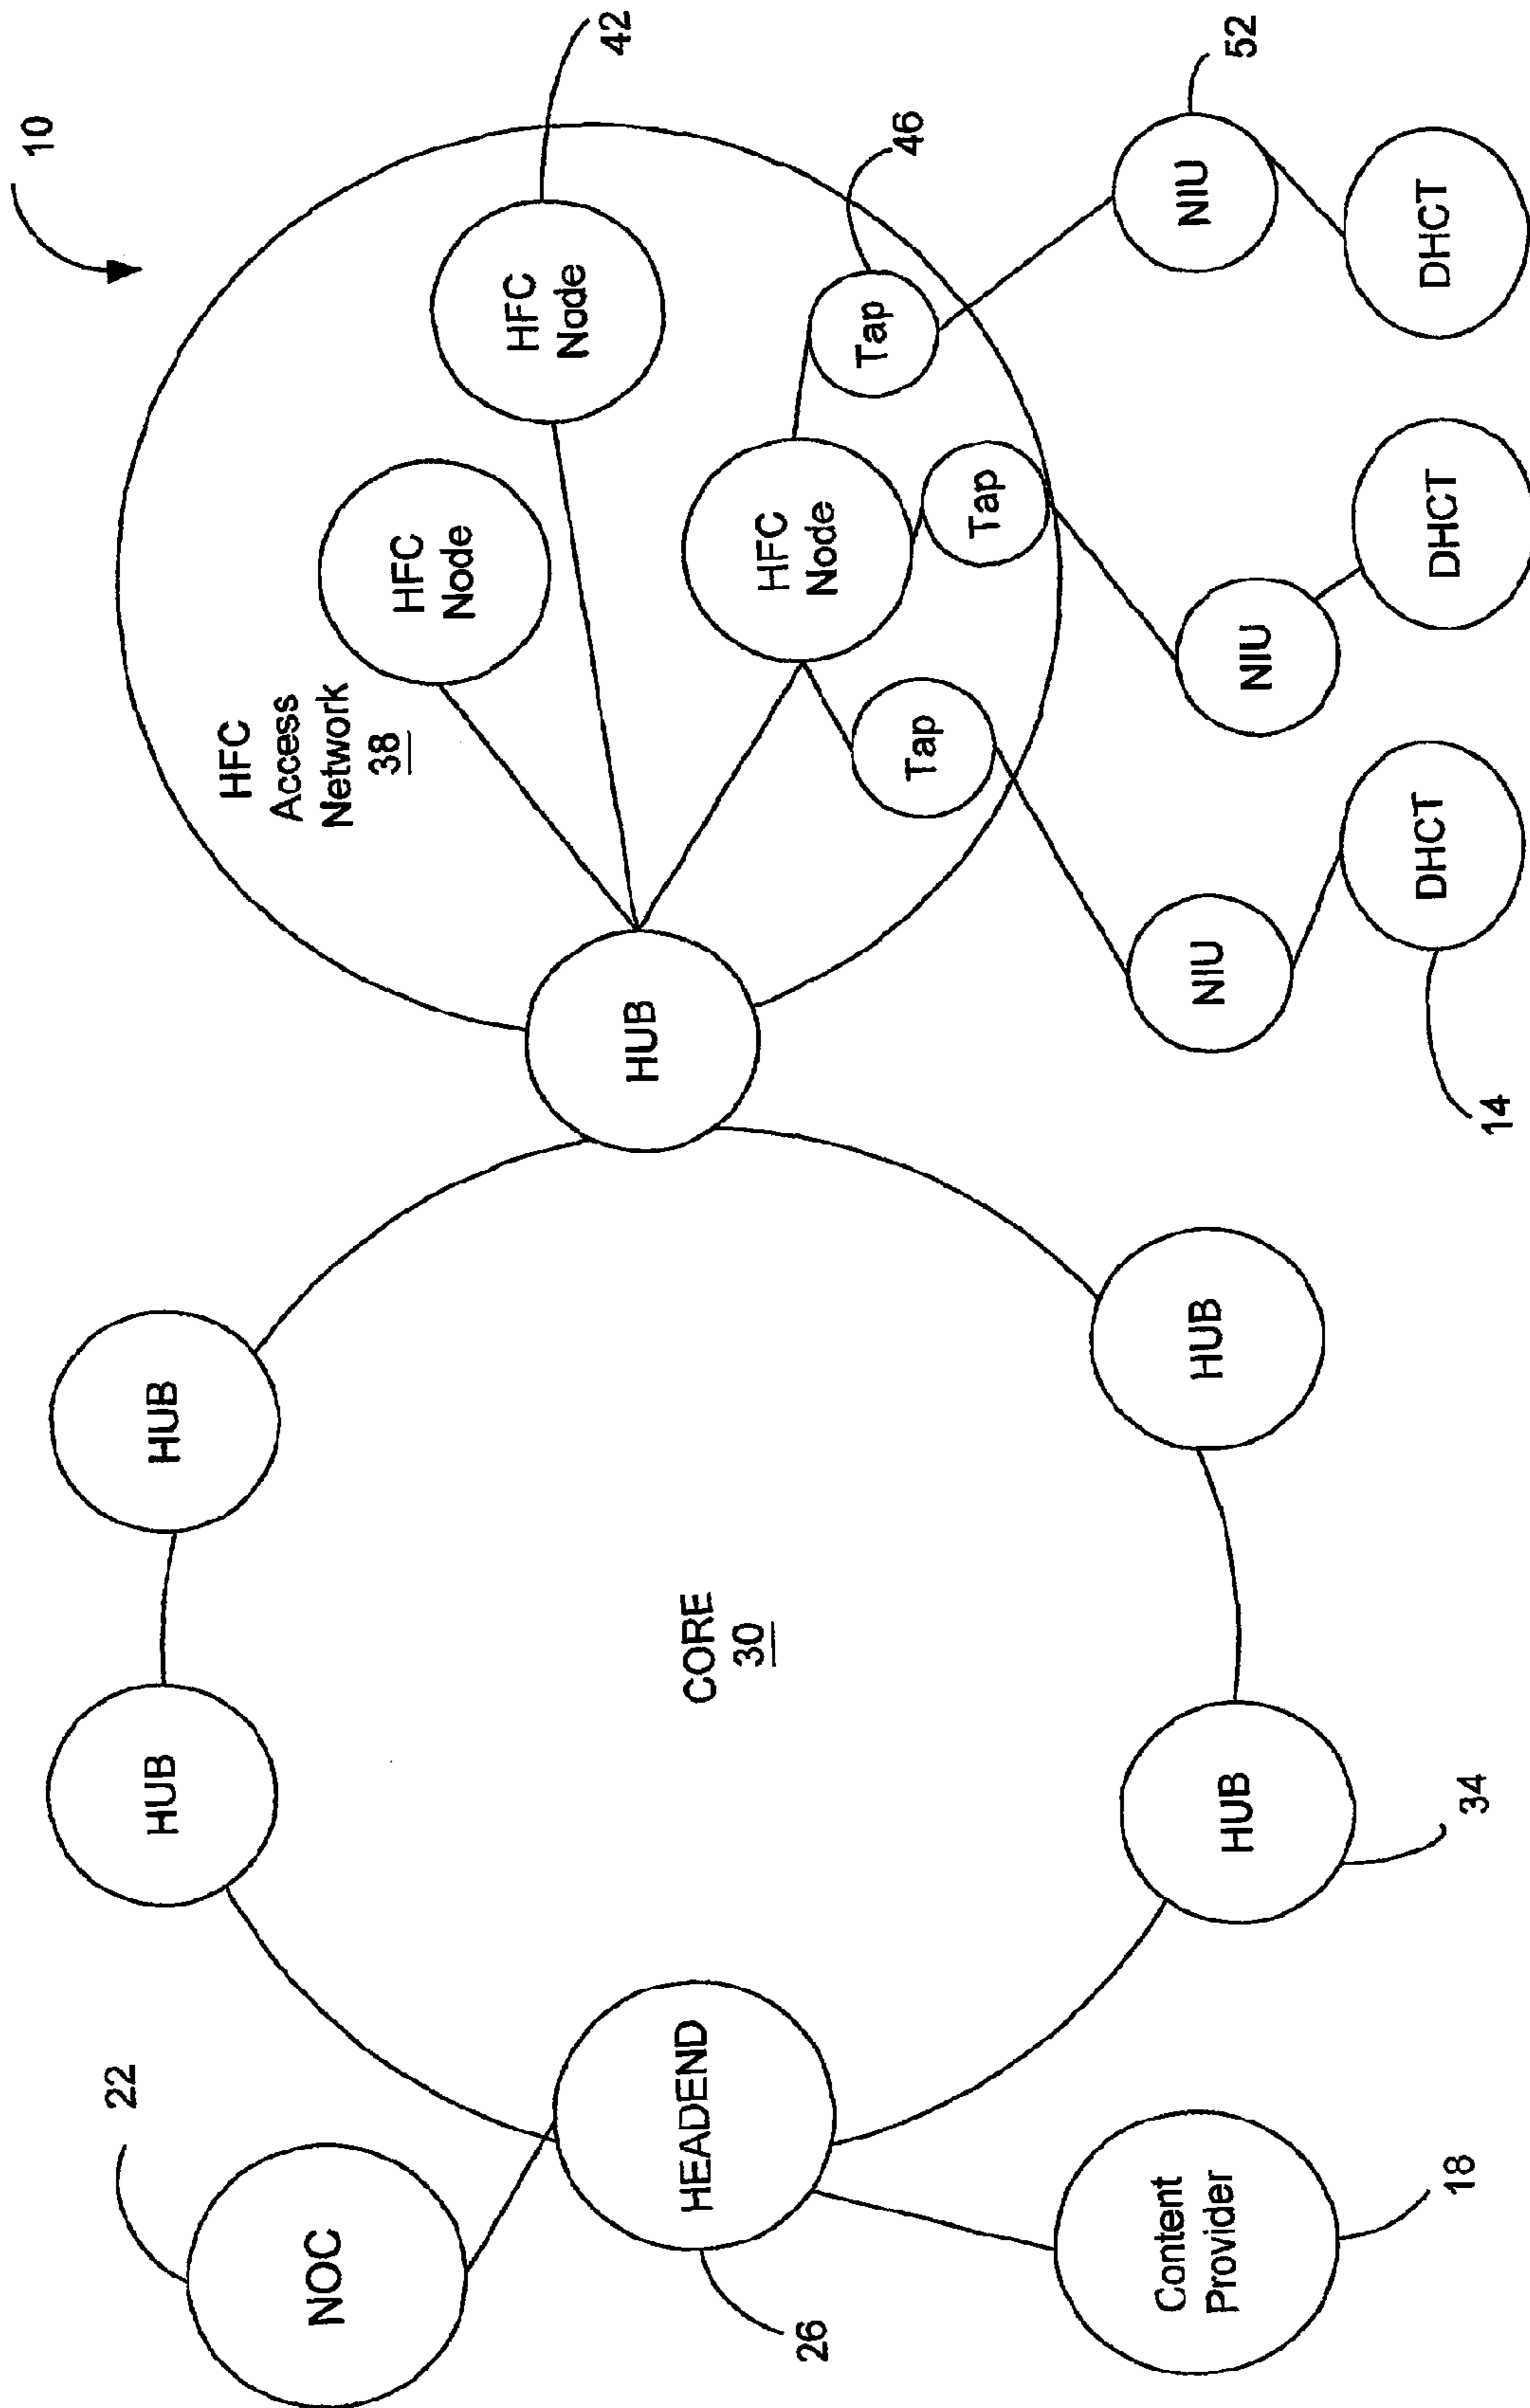 10
22
NOC
HEADEND
26
Content
Provider
18
HUB
HUB
CORE
30
HUB
34
HUB
HUB
HFC
Access
Network
38
HFC
Node
HFC
Node
42
HFC
Node
Tap
Tap
Tap
46
NIU
NIU
NIU
52
DHCT
14
DHCT
DHCT